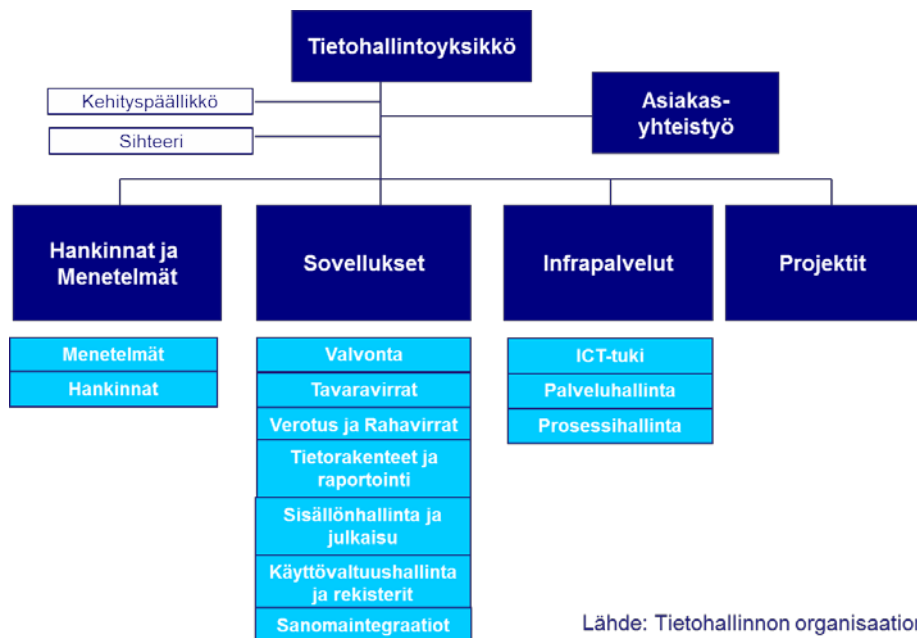 Tietohallintoyksikkö
Kehityspäällikkö
Sihteeri
Asiakas-
yhteistyö
Hankinnat ja
Menetelmät
Sovellukset
Infrapalvelut
Projektit
Menetelmät
Hankinnat
Valvonta
Tavaravirrat
Verotus ja Rahavirrat
Tietorakenteet ja
raportointi
Sisällönhallinta ja
julkaisu
Käyttövaltuushallinta
ja rekisterit
Sanomaintegraatiot
ICT-tuki
Palveluhallinta
Prosessihallinta
Lähde: Tietohallinnon organisaation